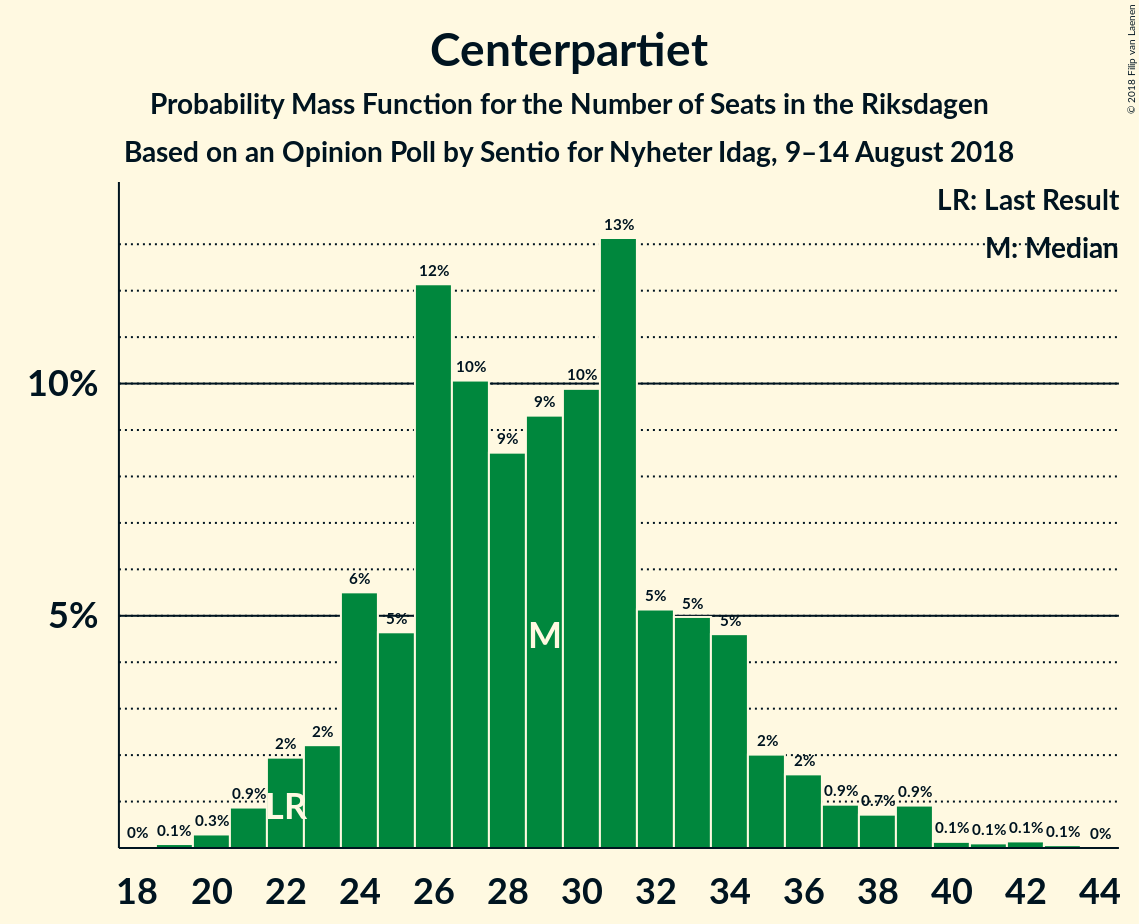 Centerpartiet
Probability Mass Function for the Number of Seats in the Riksdagen
Based on an Opinion Poll by Sentio for Nyheter Idag, 9–14 August 2018
© 2018 Filip van Laenen
LR: Last Result
M: Median
10%
5%
0% 0.1% 0.3% 0.9% 2% 2% 6% 5% 12% 10% 9% 9% 10% 13% 5% 5% 5% 2% 2% 0.9% 0.7% 0.9% 0.1% 0.1% 0.1% 0.1% 0%
M
LR
18 20 22 24 26 28 30 32 34 36 38 40 42 44